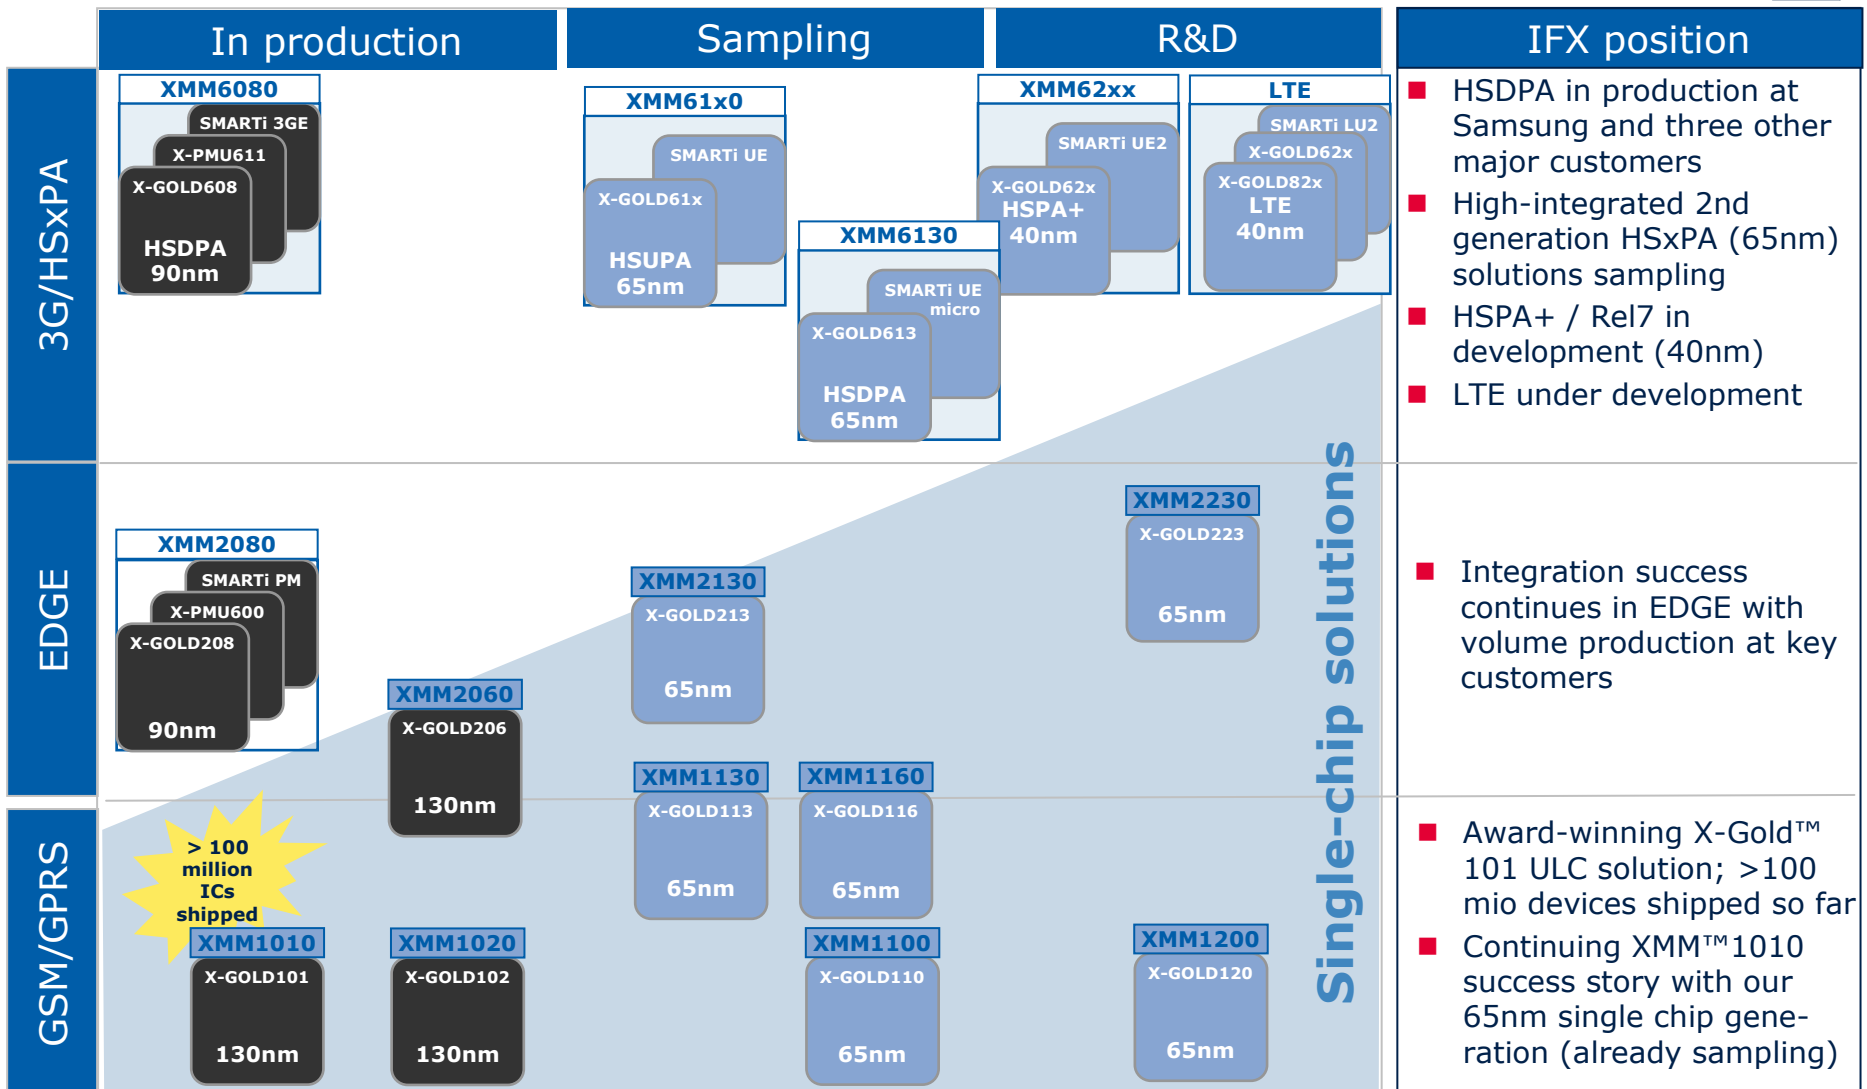 In production
Sampling
R&D
IFX position
3G/HSxPA
XMM6080
SMARTi 3GE
X-PMU611
X-GOLD608
HSDPA
90nm
XMM61x0
SMARTi UE
X-GOLD61x
HSUPA
65nm
XMM6130
SMARTi UE
micro
X-GOLD613
HSDPA
65nm
XMM62xx
SMARTi UE2
X-GOLD62x
HSPA+
40nm
LTE
SMARTi LU2
X-GOLD62x
X-GOLD82x
LTE
40nm
HSDPA in production at
Samsung and three other
major customers
High-integrated 2nd
generation HSxPA (65nm)
solutions sampling
HSPA+ / Rel7 in
development (40nm)
LTE under development
EDGE
XMM2080
SMARTi PM
X-PMU600
X-GOLD208
90nm
XMM2060
X-GOLD206
130nm
XMM2130
X-GOLD213
65nm
XMM2230
X-GOLD223
65nm
Single-chip solutions
Integration success
continues in EDGE with
volume production at key
customers
GSM/GPRS
> 100
million
ICs
shipped
XMM1010
X-GOLD101
130nm
XMM1020
X-GOLD102
130nm
XMM1130
X-GOLD113
65nm
XMM1160
X-GOLD116
65nm
XMM1100
X-GOLD110
65nm
XMM1200
X-GOLD120
65nm
Award-winning X-Gold™
101 ULC solution; >100
mio devices shipped so far
Continuing XMM™1010
success story with our
65nm single chip gene-
ration (already sampling)